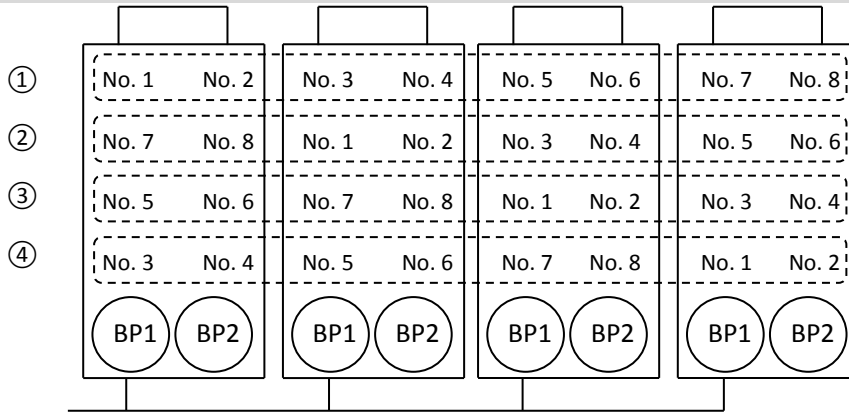 ① No. 1 No. 2 No. 3 No. 4 No. 5 No. 6 No. 7 No. 8
② No. 7 No. 8 No. 1 No. 2 No. 3 No. 4 No. 5 No. 6
③ No. 5 No. 6 No. 7 No. 8 No. 1 No. 2 No. 3 No. 4
④ No. 3 No. 4 No. 5 No. 6 No. 7 No. 8 No. 1 No. 2
BP1 BP2 BP1 BP2 BP1 BP2 BP1 BP2